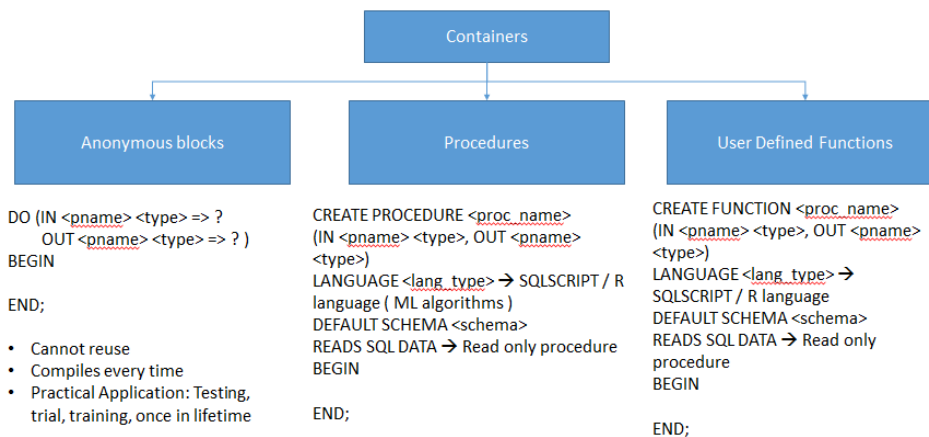 Containers
Anonymous blocks
Procedures
User Defined Functions
DO (IN <pname> <type> => ?
OUT <pname> <type> => ? )
BEGIN
END;
• Cannot reuse
• Compiles every time
• Practical Application: Testing,
trial, training, once in lifetime
CREATE PROCEDURE <proc_name>
(IN <pname> <type>, OUT <pname>
<type>)
LANGUAGE <lang_type> → SQLSCRIPT / R
language ( ML algorithms )
DEFAULT SCHEMA <schema>
READS SQL DATA → Read only procedure
BEGIN
END;
CREATE FUNCTION <proc_name>
(IN <pname> <type>, OUT <pname>
<type>)
LANGUAGE <lang_type> →
SQLSCRIPT / R language
DEFAULT SCHEMA <schema>
READS SQL DATA → Read only
procedure
BEGIN
END;